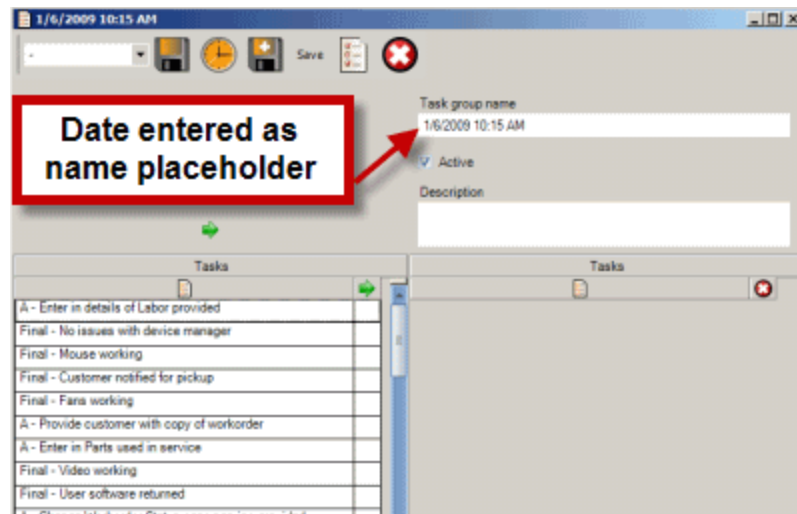 1/6/2009 10:15 AM
-
Save
Task group name
1/6/2009 10:15 AM
Date entered as
name placeholder
Active
Description
Tasks
Tasks
A - Enter in details of Labor provided
Final - No issues with device manager
Final - Mouse working
Final - Customer notified for pickup
Final - Fans working
A - Provide customer with copy of workorder
A - Enter in Parts used in service
Final - Video working
Final - User software returned